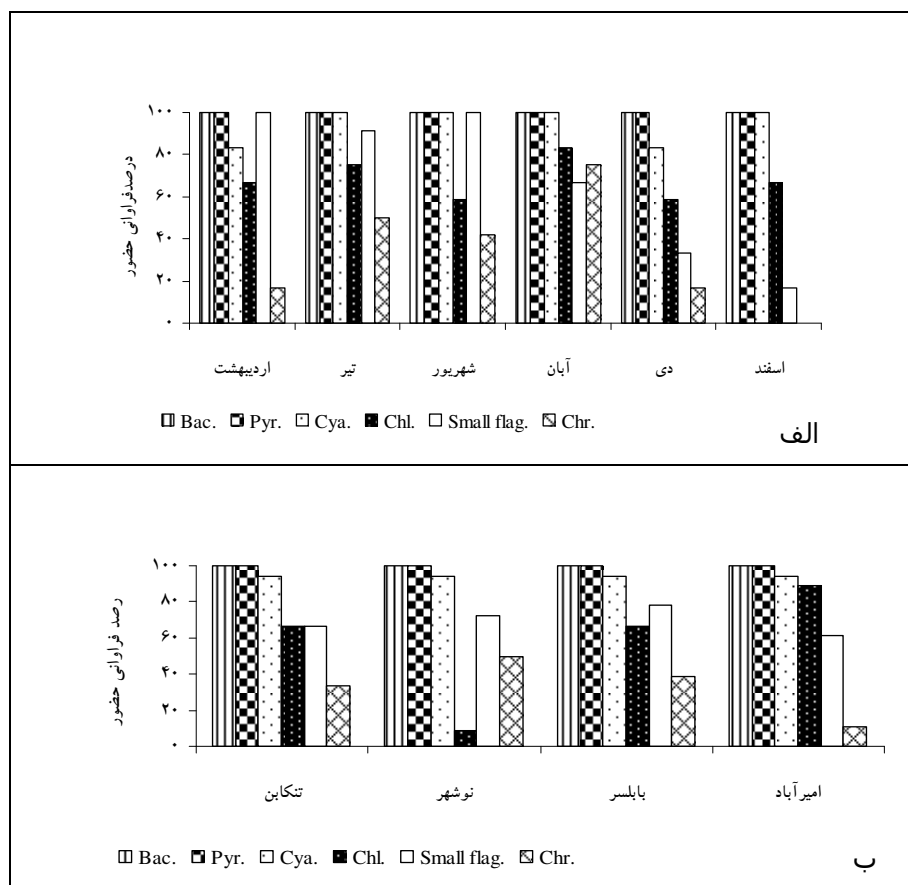 درصدفراوانی حضور
۱۰۰
۸۰
۶۰
۴۰
۲۰
۰
اردیبهشت تیر شهریور آبان دی اسفند
Bac. Pyr. Cya. Chl. Small flag. Chr.
الف
رصد فراوانی حضور
۱۰۰
۸۰
۶۰
۴۰
۲۰
۰
تنکابن نوشهر بابلسر امیرآباد
Bac. Pyr. Cya. Chl. Small flag. Chr.
ب